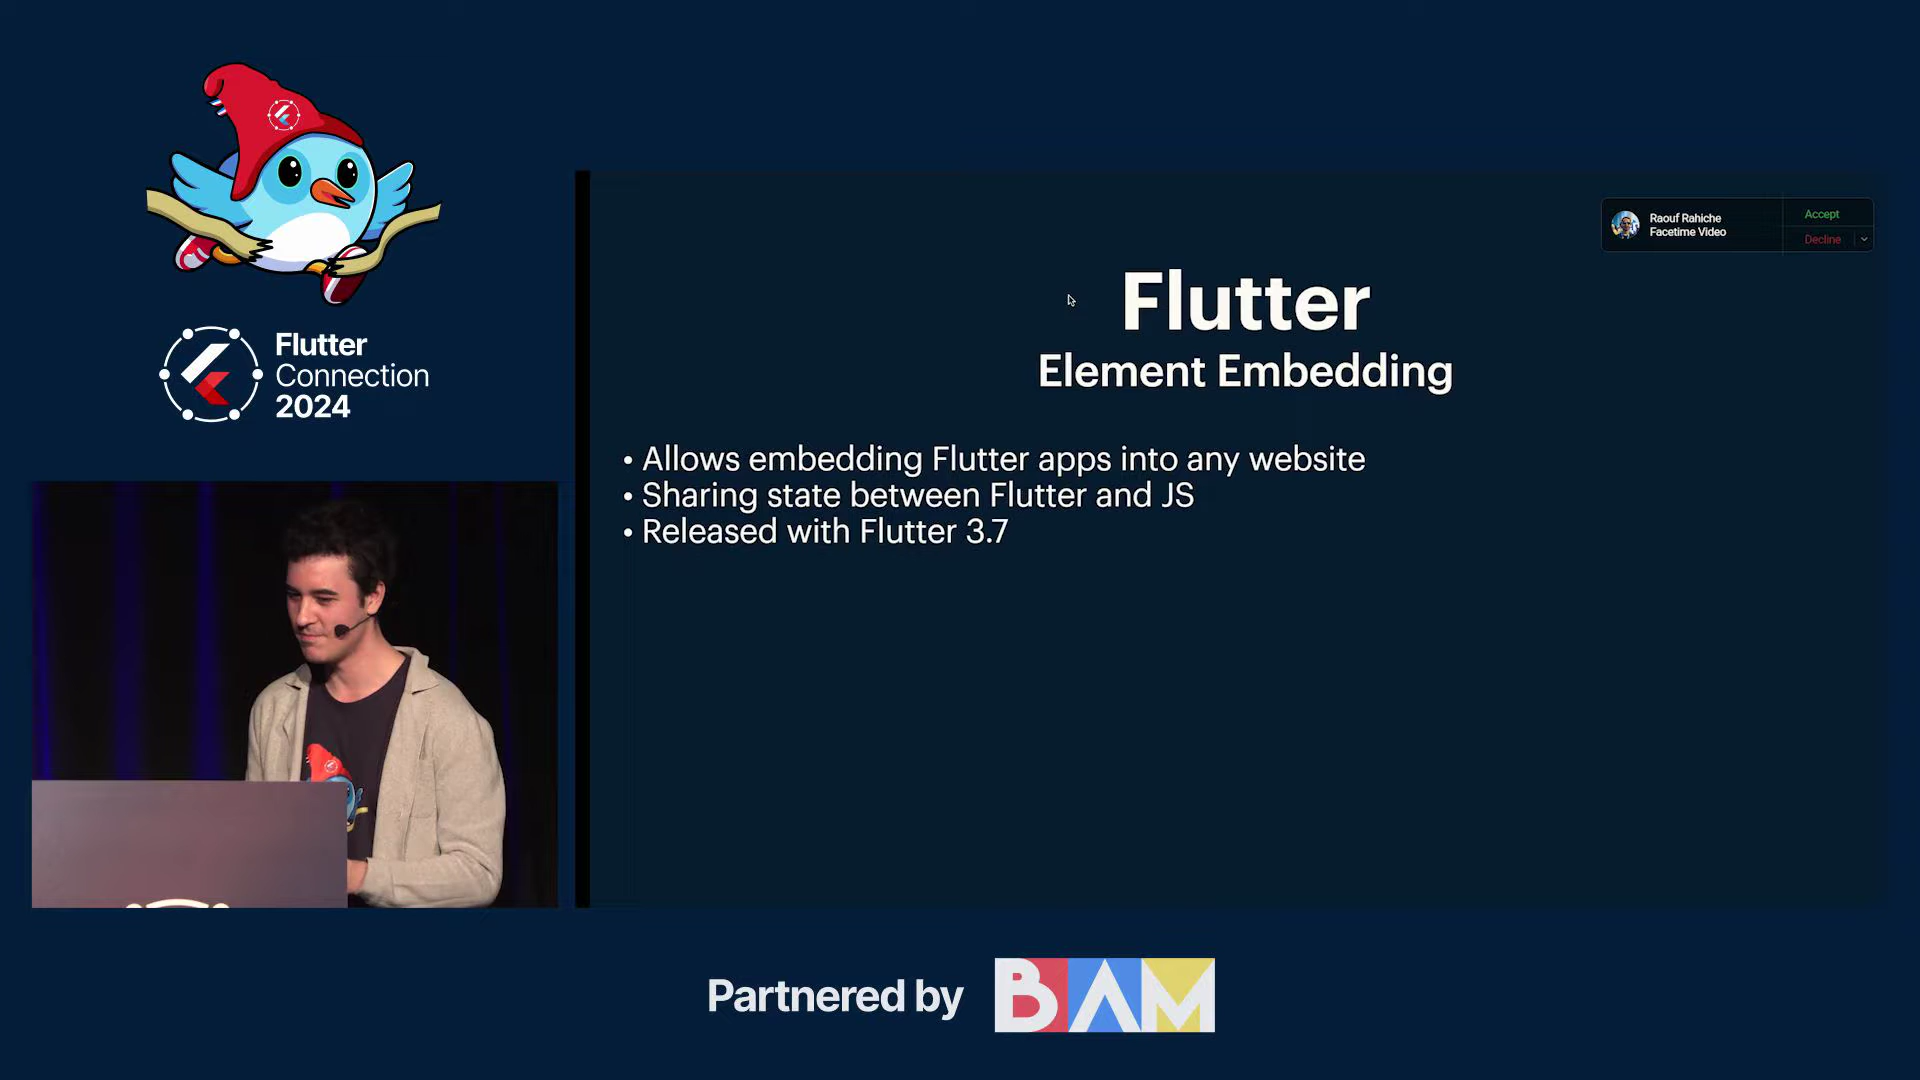 Flutter
Connection
2024
Raouf Rahiche
Facetime Video
Accept
Decline
Flutter
Element Embedding
• Allows embedding Flutter apps into any website
• Sharing state between Flutter and JS
• Released with Flutter 3.7
Partnered by
BAM